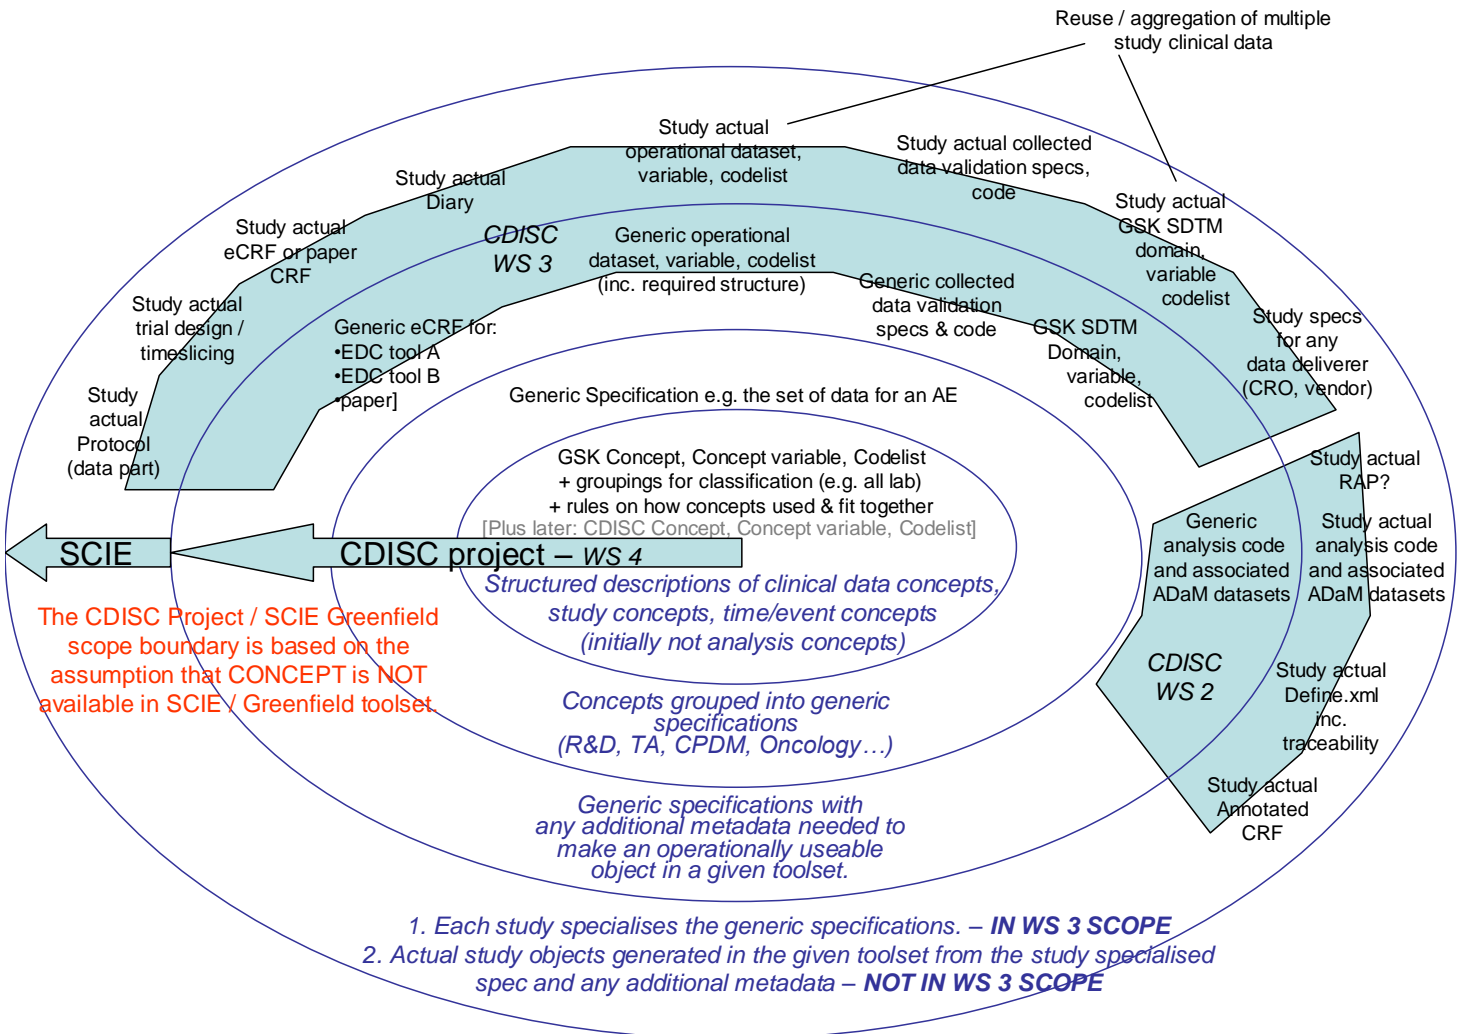 Reuse / aggregation of multiple
study clinical data
Study actual
operational dataset,
variable, codelist
Study actual collected
data validation specs,
code
Study actual
Diary
Study actual
GSK SDTM
domain,
variable
codelist
Study actual
eCRF or paper
CRF
CDISC
WS 3
Generic operational
dataset, variable, codelist
(inc. required structure)
Generic collected
data validation
specs & code
Study actual
trial design /
timeslicing
Generic eCRF for:
•EDC tool A
•EDC tool B
•paper]
GSK SDTM
Domain,
variable,
codelist
Study specs
for any
data deliverer
(CRO, vendor)
Study
actual
Protocol
(data part)
Generic Specification e.g. the set of data for an AE
GSK Concept, Concept variable, Codelist
+ groupings for classification (e.g. all lab)
+ rules on how concepts used & fit together
[Plus later: CDISC Concept, Concept variable, Codelist]
Study actual
RAP?
Generic
analysis code
and associated
ADaM datasets
Study actual
analysis code
and associated
ADaM datasets
SCIE
CDISC project – WS 4
Structured descriptions of clinical data concepts,
study concepts, time/event concepts
(initially not analysis concepts)
The CDISC Project / SCIE Greenfield
scope boundary is based on the
assumption that CONCEPT is NOT
available in SCIE / Greenfield toolset.
CDISC
WS 2
Study actual
Define.xml
inc.
traceability
Concepts grouped into generic
specifications
(R&D, TA, CPDM, Oncology…)
Study actual
Annotated
CRF
Generic specifications with
any additional metadata needed to
make an operationally useable
object in a given toolset.
1. Each study specialises the generic specifications. – IN WS 3 SCOPE
2. Actual study objects generated in the given toolset from the study specialised
spec and any additional metadata – NOT IN WS 3 SCOPE